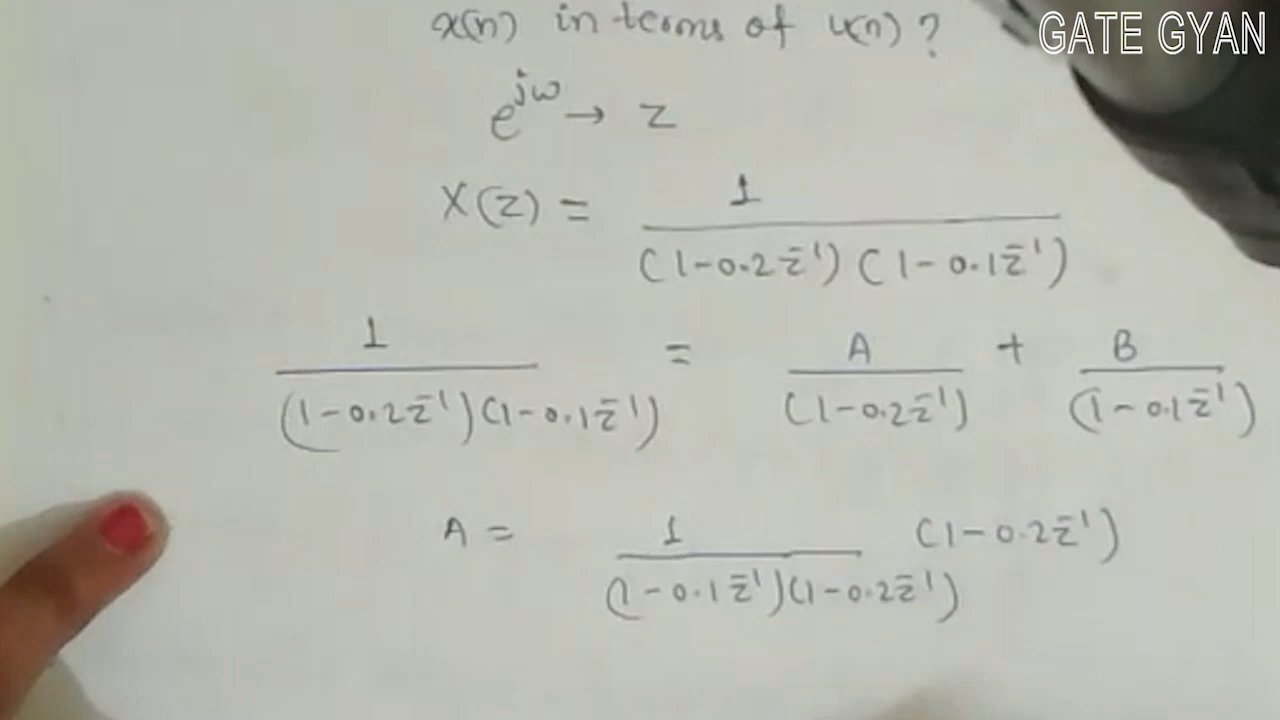 GATE GYAN
x(n) in terms of u(n) ?
e^{jω} → z
X(z) = 1 / (1-0.2z^{-1}) (1-0.1z^{-1})
1 / (1-0.2z^{-1})(1-0.1z^{-1}) = A / (1-0.2z^{-1}) + B / (1-0.1z^{-1})
A = 1 / (1-0.1z^{-1})(1-0.2z^{-1}) (1-0.2z^{-1})